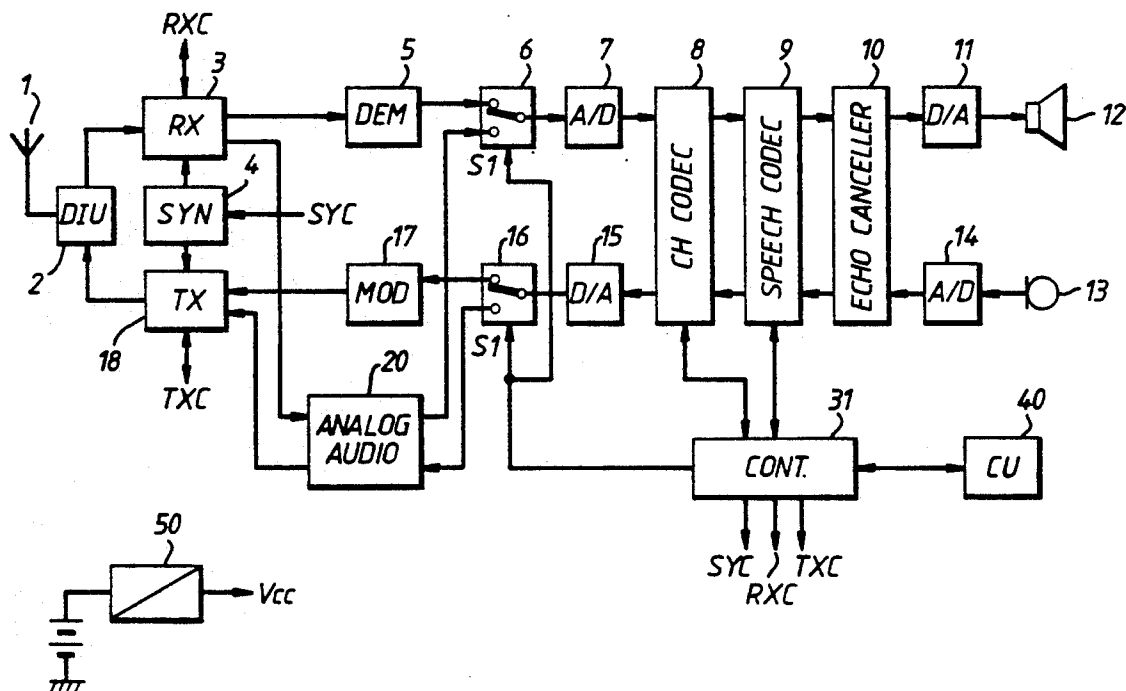 RXC
1
3
5
6
7
8
9
10
11
RX
DEM
A/D
CH CODEC
SPEECH CODEC
ECHO CANCELLER
D/A
12
S1
4
DIU
SYN
SYC
2
17
16
15
14
TX
MOD
D/A
A/D
13
18
S1
TXC
20
ANALOG
AUDIO
31
40
CONT.
CU
50
SYC
TXC
RXC
Vcc